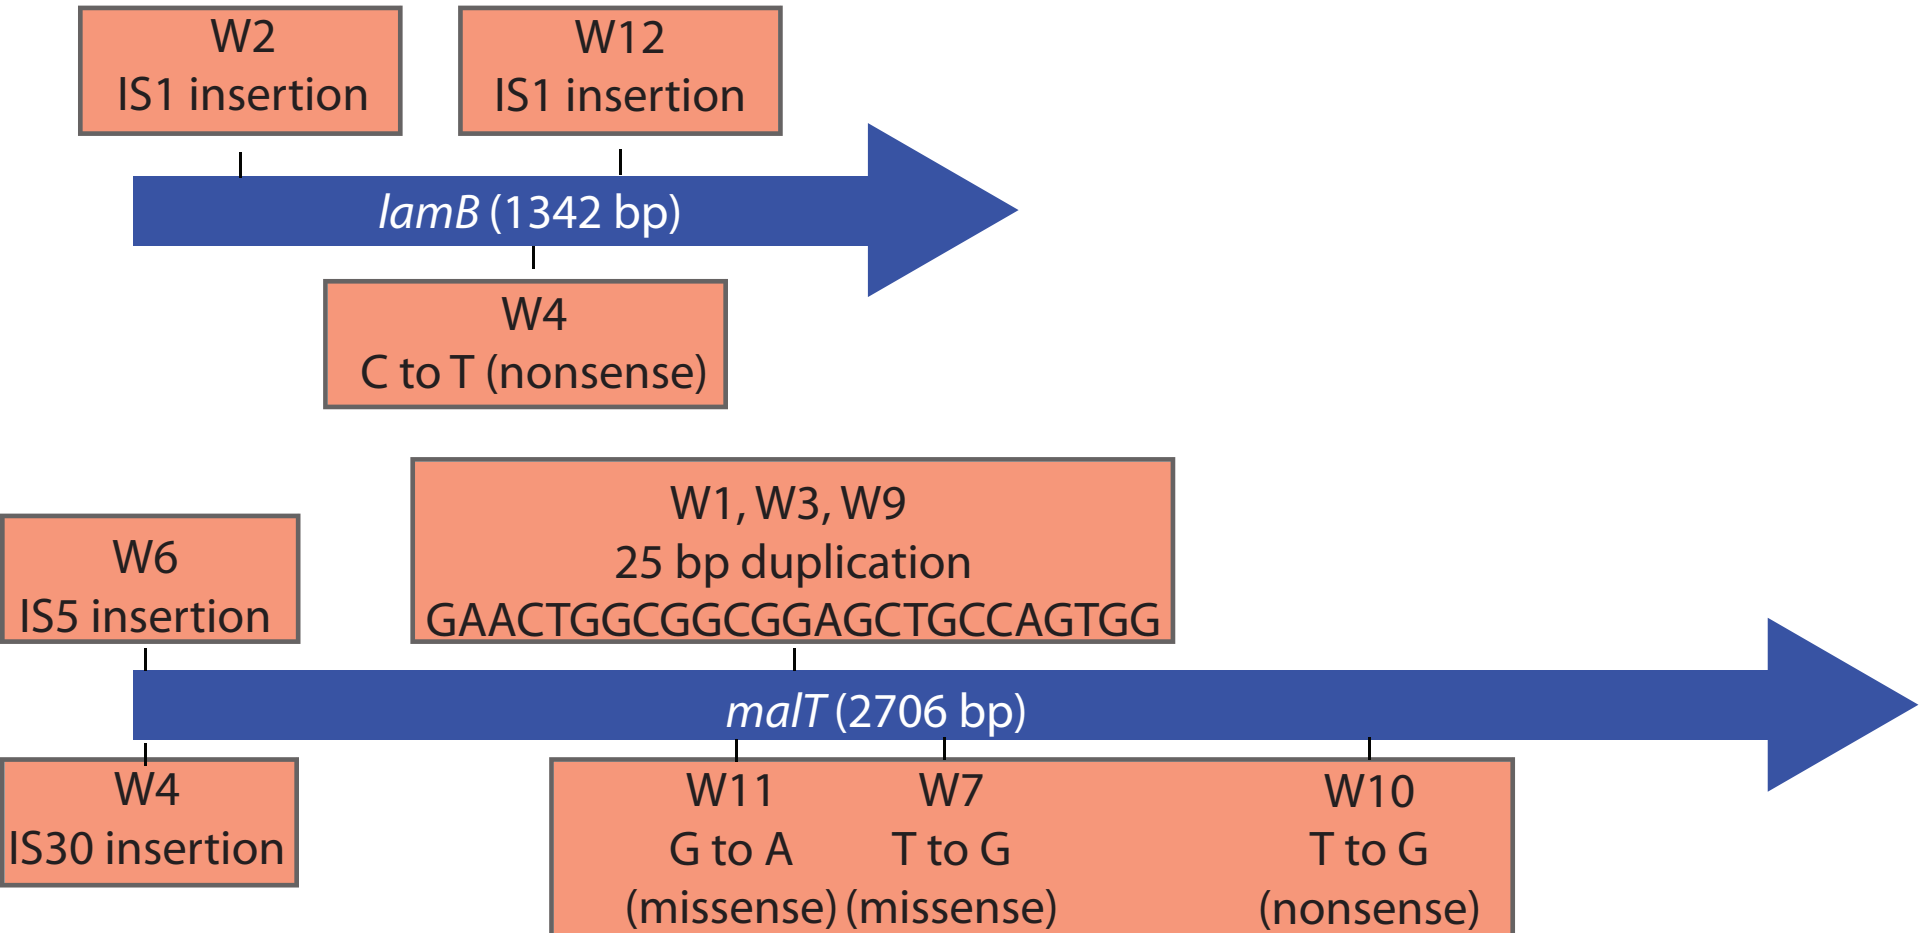 W2
IS1 insertion
W12
IS1 insertion
lamB (1342 bp)
W4
C to T (nonsense)
W1, W3, W9
25 bp duplication
GAACTGGCGGCGGAGCTGCCAGTGG
W6
IS5 insertion
malT (2706 bp)
W4
IS30 insertion
W11
G to A
(missense)
W7
T to G
(missense)
W10
T to G
(nonsense)